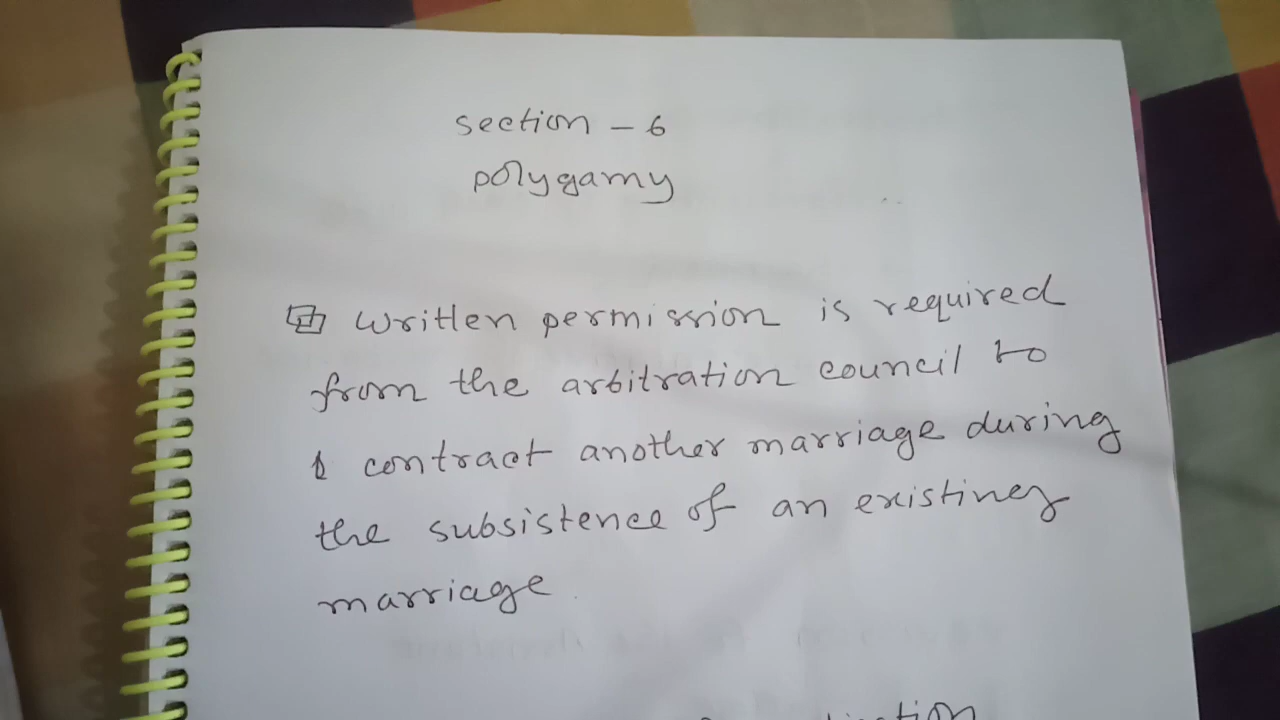 section - 6
polygamy
written permission is required
from the arbitration council to
contract another marriage during
the subsistence of an existing
marriage